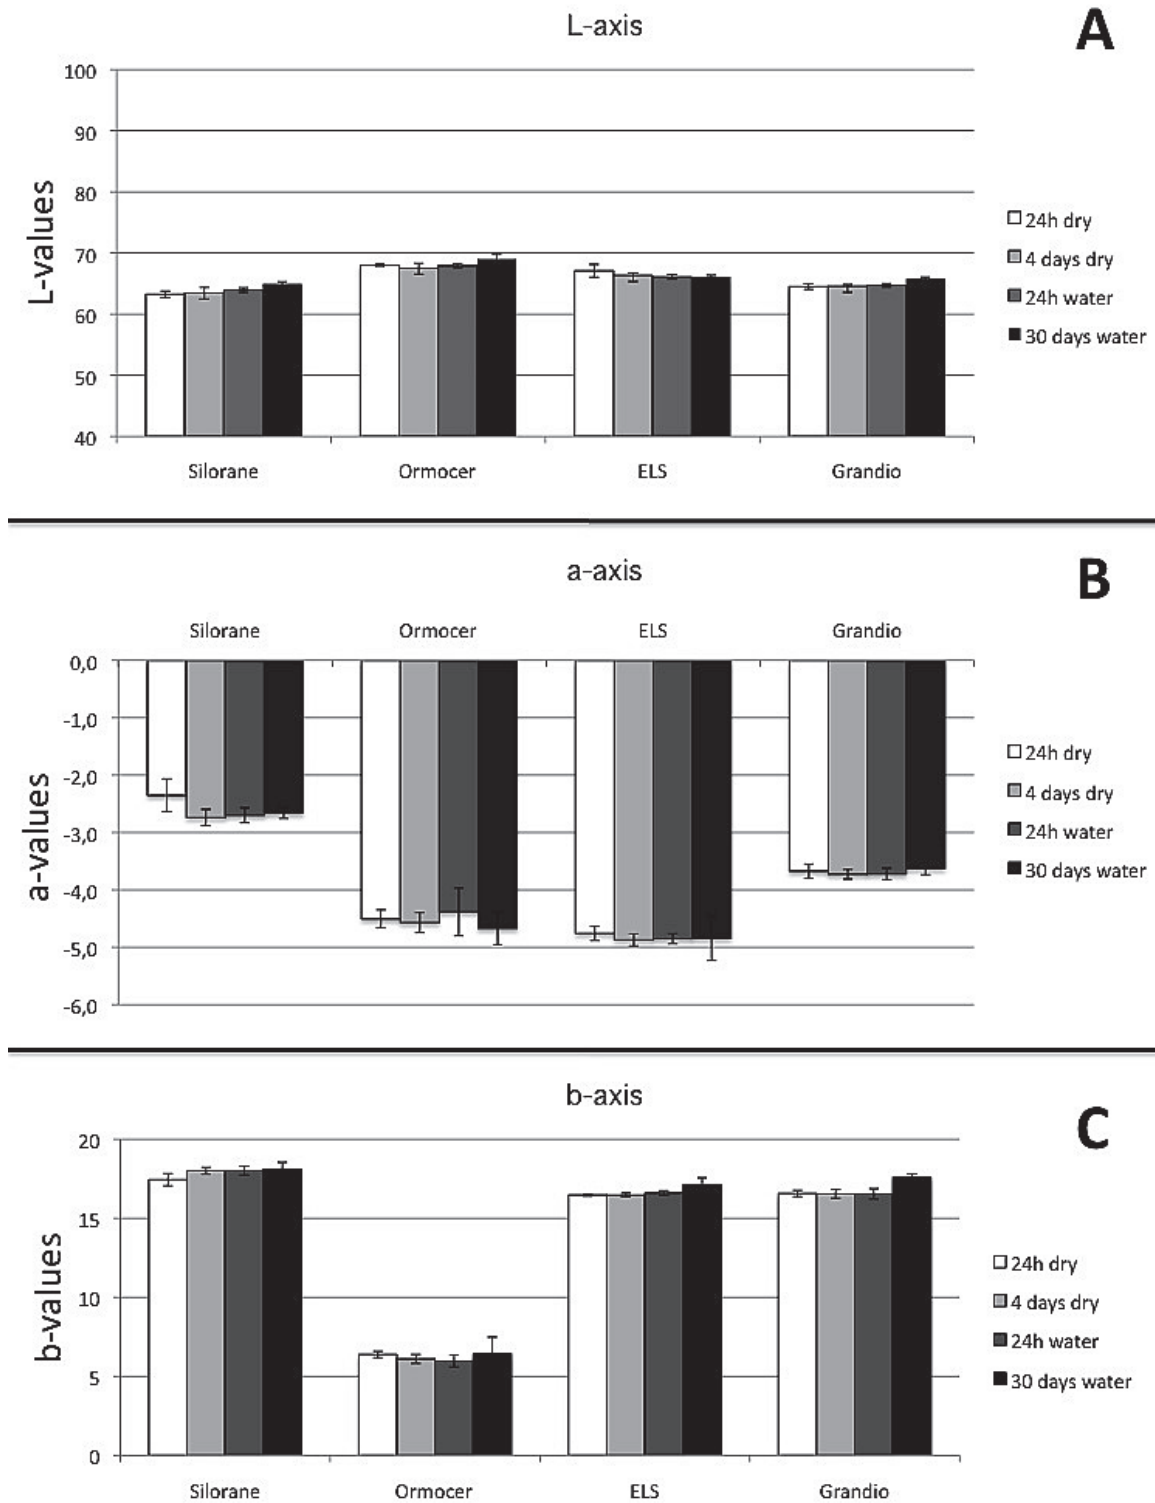 L-axis
A
100
90
80
70
60
50
40
L-values
24h dry
4 days dry
24h water
30 days water
Silorane Ormocer ELS Grandio
a-axis
B
Silorane Ormocer ELS Grandio
0,0
-1,0
-2,0
-3,0
-4,0
-5,0
-6,0
a-values
24h dry
4 days dry
24h water
30 days water
b-axis
C
20
15
10
5
0
b-values
24h dry
4 days dry
24h water
30 days water
Silorane Ormocer ELS Grandio